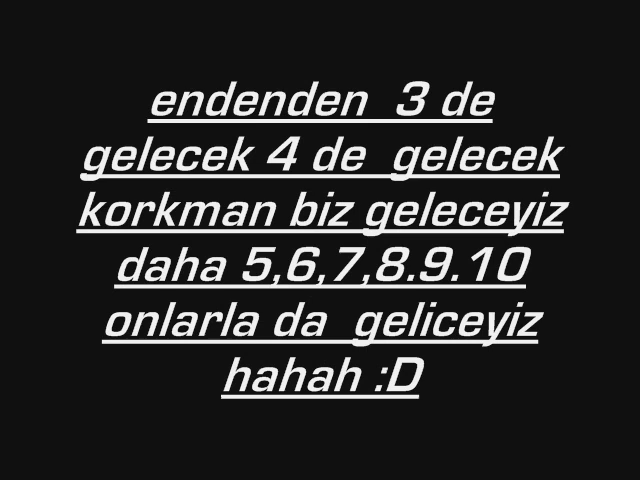 endenden 3 de
gelecek 4 de gelecek
korkman biz geleceyiz
daha 5,6,7,8.9.10
onlarla da geliceyiz
hahah :D